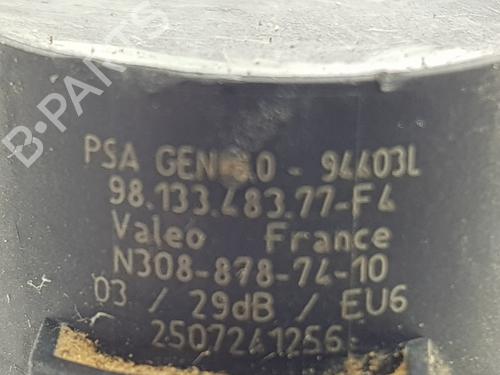 B-PARTS
PSA GEN 6.0 - 94403L
98.133.483.77-F4
Valeo France
N308-878-74-10
03 / 29dB / EU6
2507241256